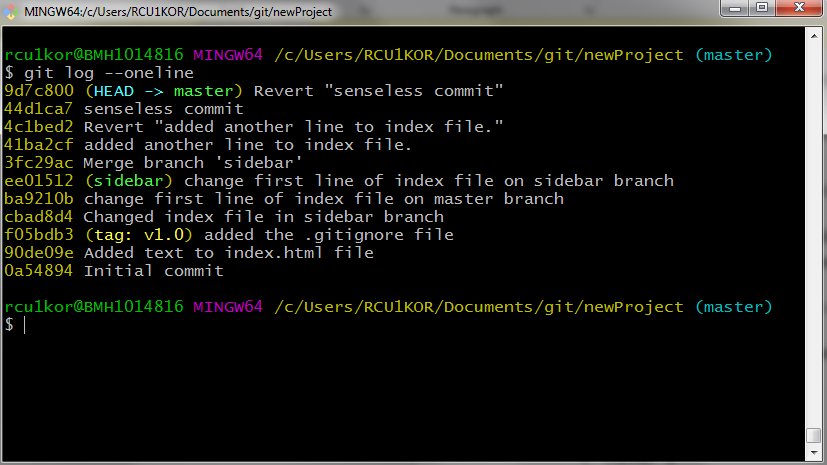 MINGW64:/c/Users/RCU1KOR/Documents/git/newProject
rcu1kor@BMH1014816 MINGW64 /c/Users/RCU1KOR/Documents/git/newProject (master)
$ git log --oneline
9d7c800 (HEAD -> master) Revert "senseless commit"
44d1ca7 senseless commit
4c1bed2 Revert "added another line to index file."
41ba2cf added another line to index file.
3fc29ac Merge branch 'sidebar'
ee01512 (sidebar) change first line of index file on sidebar branch
ba9210b change first line of index file on master branch
cbad8d4 Changed index file in sidebar branch
f05bdb3 (tag: v1.0) added the .gitignore file
90de09e Added text to index.html file
0a54894 Initial commit
rcu1kor@BMH1014816 MINGW64 /c/Users/RCU1KOR/Documents/git/newProject (master)
$